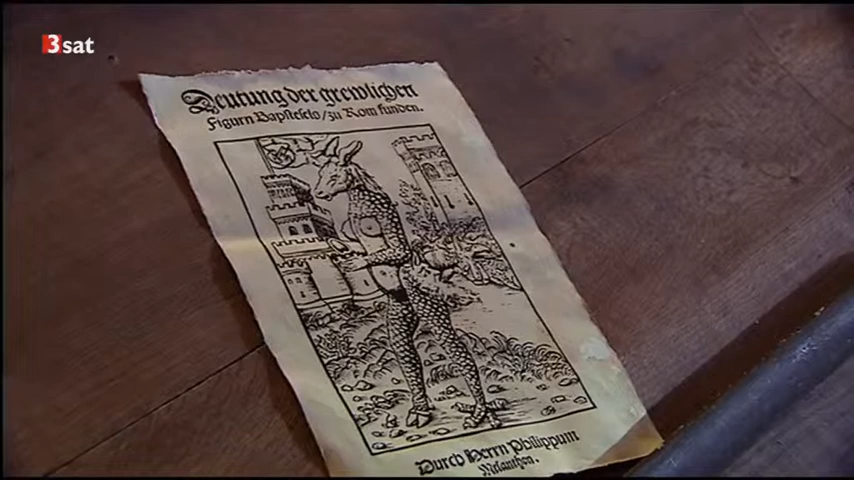 3sat
Deutung der grewlichen
Figurn Bapstesels/zu Rom funden.
Durch Herrn Philippum
Melanthon.